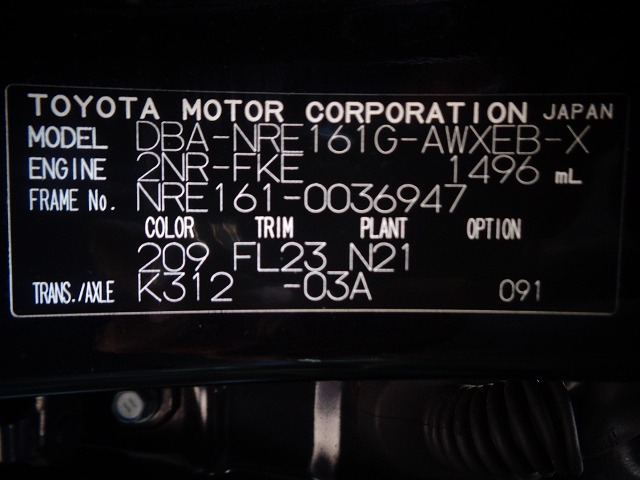 TOYOTA MOTOR CORPORATION JAPAN
MODEL DBA-NRE161G-AWXEB-X
ENGINE 2NR-FKE 1496 mL
FRAME No. NRE161-0036947
COLOR TRIM PLANT OPTION
209 FL23 N21
TRANS./AXLE K312 -03A 091